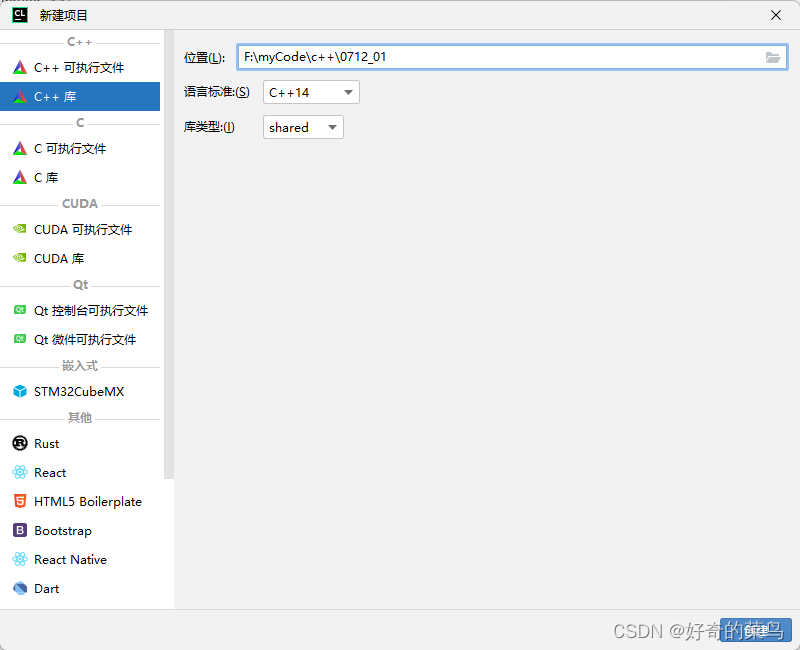 CL 新建项目
C++
C++ 可执行文件
C++ 库
C
C 可执行文件
C 库
CUDA
CUDA 可执行文件
CUDA 库
Qt
Qt 控制台可执行文件
Qt 微件可执行文件
嵌入式
STM32CubeMX
其他
Rust
React
HTML5 Boilerplate
Bootstrap
React Native
Dart
位置(L): F:\myCode\c++\0712_01
语言标准:(S) C++14
库类型:(I) shared
创建
CSDN @好奇的菜鸟